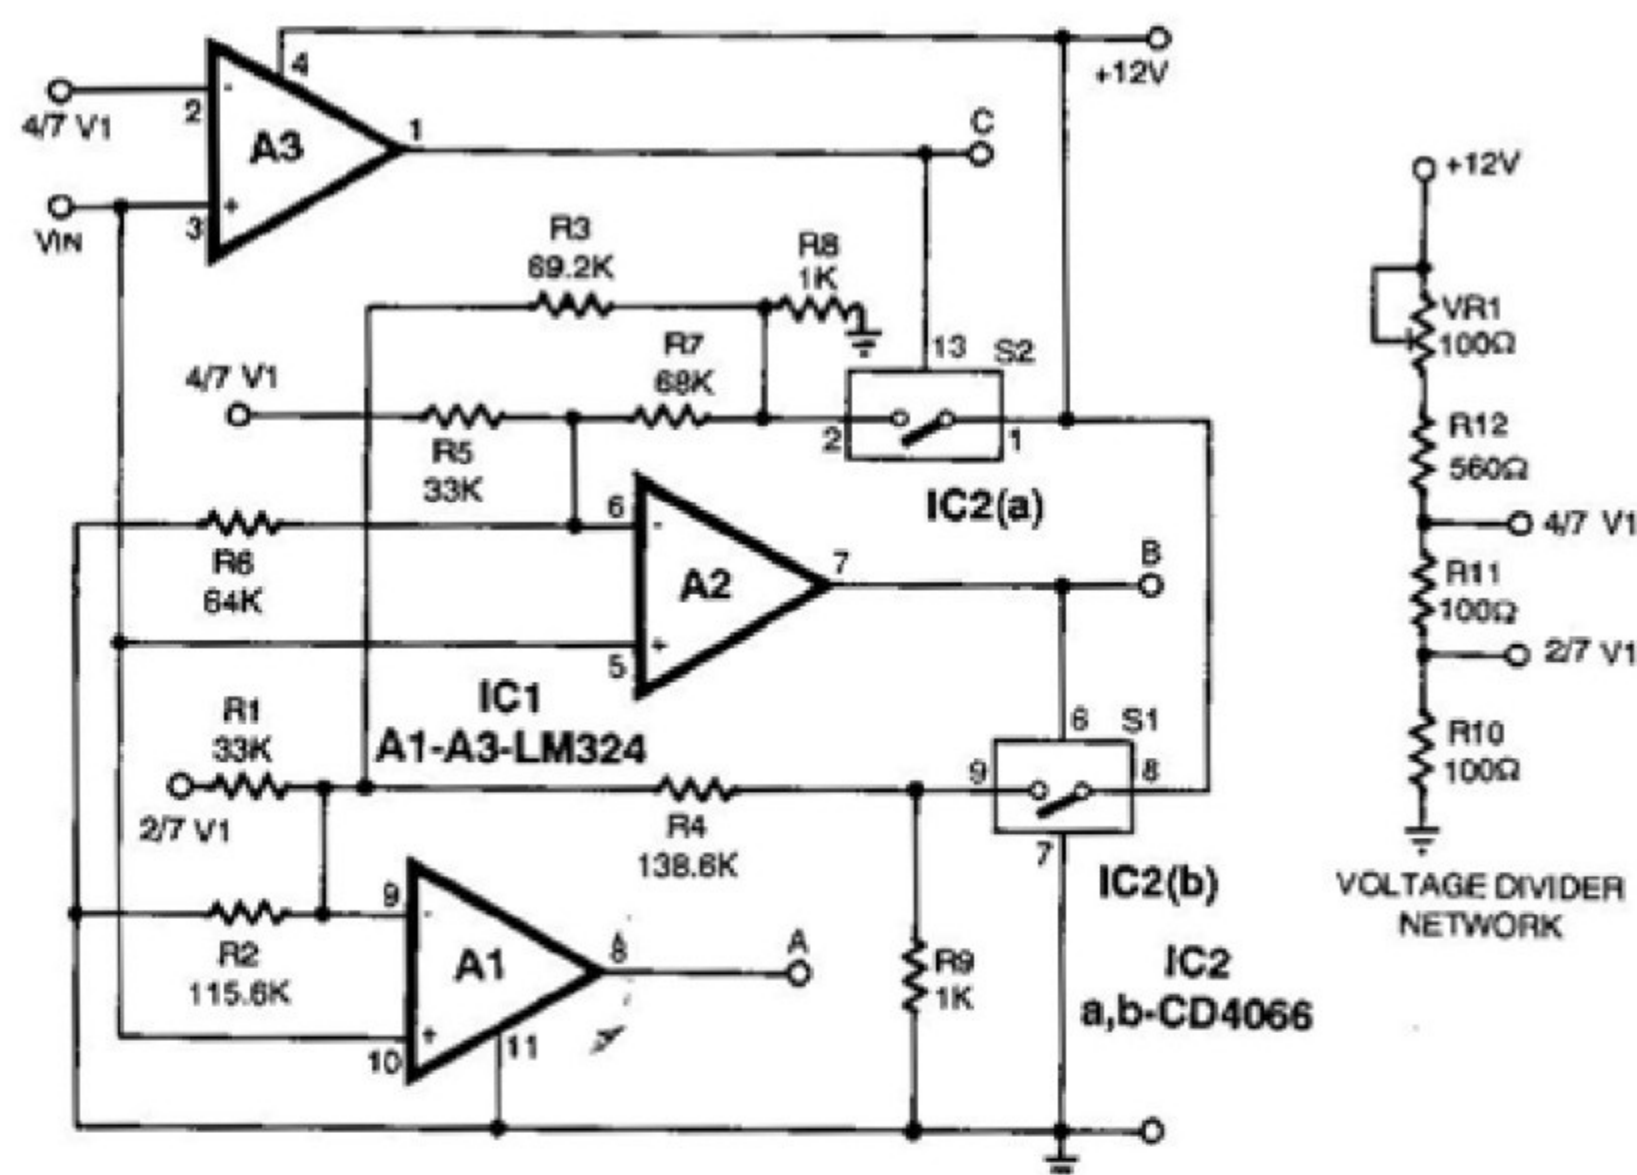 4
+12V
2
-
4/7 V1
A3
1
C
+12V
VIN
3
+
R3
69.2K
R8
1K
VR1
100Ω
13
S2
R7
68K
4/7 V1
R5
33K
2
1
R12
560Ω
IC2(a)
6
-
4/7 V1
R6
64K
A2
7
B
R11
100Ω
5
+
2/7 V1
IC1
A1-A3-LM324
R1
33K
6
S1
9
8
R10
100Ω
2/7 V1
R4
138.6K
7
IC2(b)
VOLTAGE DIVIDER
NETWORK
9
-
R2
115.6K
A1
8
A
R9
1K
IC2
a,b-CD4066
10
+
11